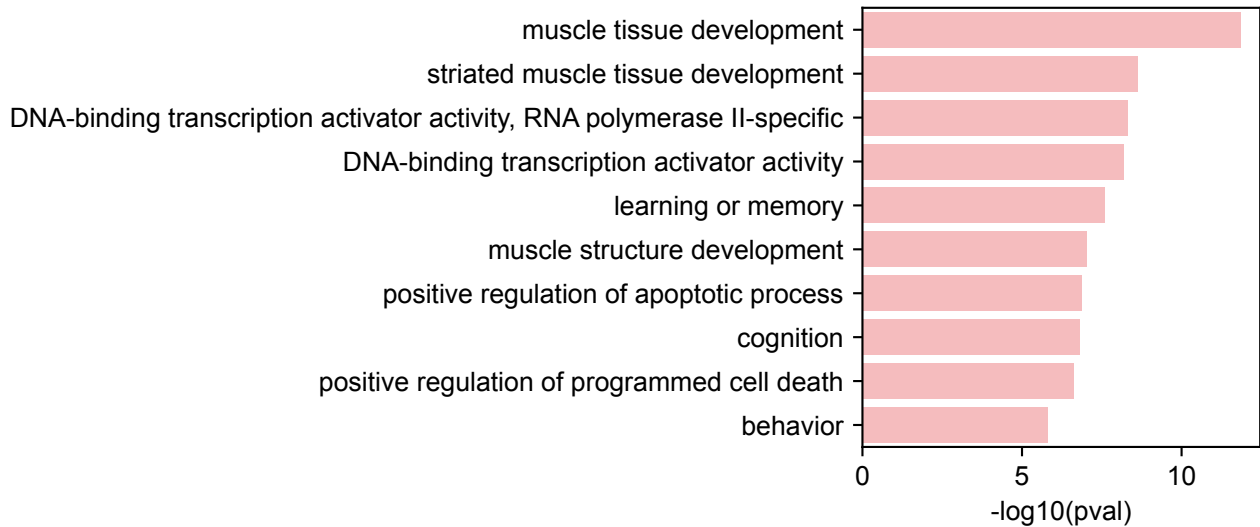 muscle tissue development
striated muscle tissue development
DNA-binding transcription activator activity, RNA polymerase II-specific
DNA-binding transcription activator activity
learning or memory
muscle structure development
positive regulation of apoptotic process
cognition
positive regulation of programmed cell death
behavior
0 5 10
-log10(pval)